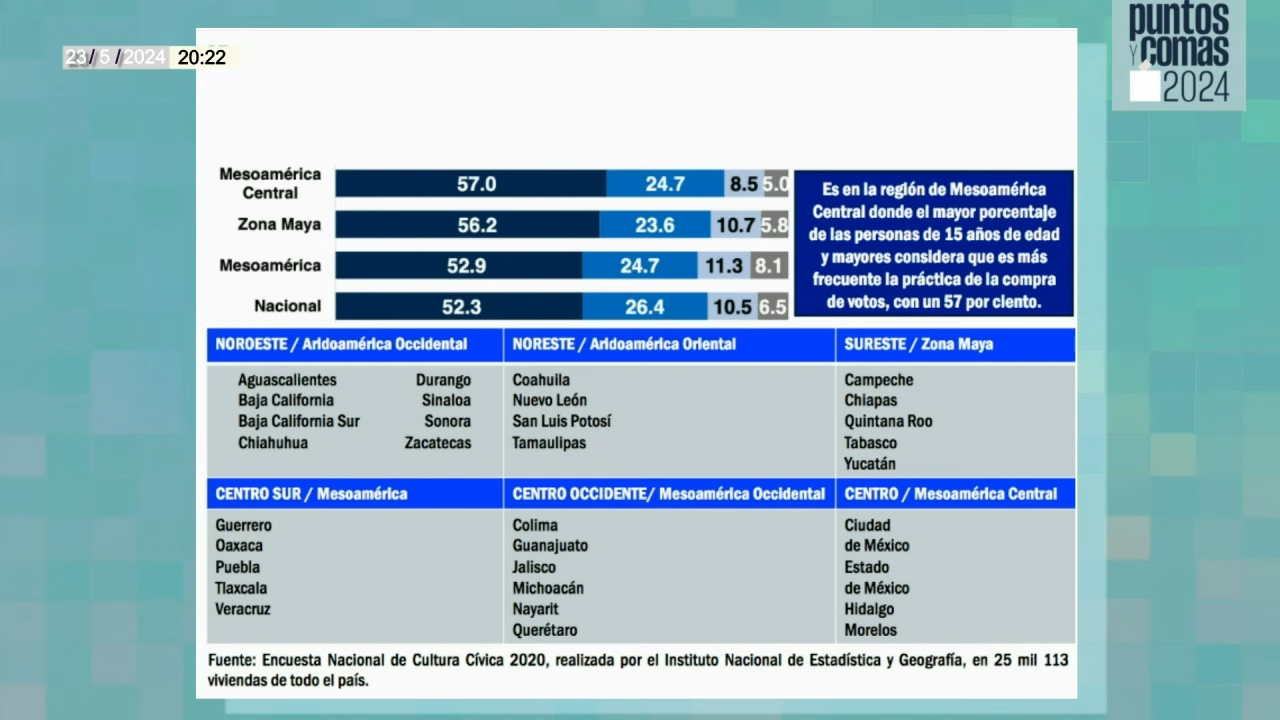 puntos
Y comas
2024
23/ 5 /2024 20:22
Mesoamérica
Central
57.0 24.7 8.5 5.0
Zona Maya 56.2 23.6 10.7 5.8
Mesoamérica 52.9 24.7 11.3 8.1
Nacional 52.3 26.4 10.5 6.5
Es en la región de Mesoamérica
Central donde el mayor porcentaje
de las personas de 15 años de edad
y mayores considera que es más
frecuente la práctica de la compra
de votos, con un 57 por ciento.
NOROESTE / Aridoamérica Occidental
Aguascalientes Durango
Baja California Sinaloa
Baja California Sur Sonora
Chiahuhua Zacatecas
NORESTE / Aridoamérica Oriental
Coahuila
Nuevo León
San Luis Potosí
Tamaulipas
SURESTE / Zona Maya
Campeche
Chiapas
Quintana Roo
Tabasco
Yucatán
CENTRO SUR / Mesoamérica
Guerrero
Oaxaca
Puebla
Tlaxcala
Veracruz
CENTRO OCCIDENTE/ Mesoamérica Occidental
Colima
Guanajuato
Jalisco
Michoacán
Nayarit
Querétaro
CENTRO / Mesoamérica Central
Ciudad
de México
Estado
de México
Hidalgo
Morelos
Fuente: Encuesta Nacional de Cultura Cívica 2020, realizada por el Instituto Nacional de Estadística y Geografía, en 25 mil 113
viviendas de todo el país.